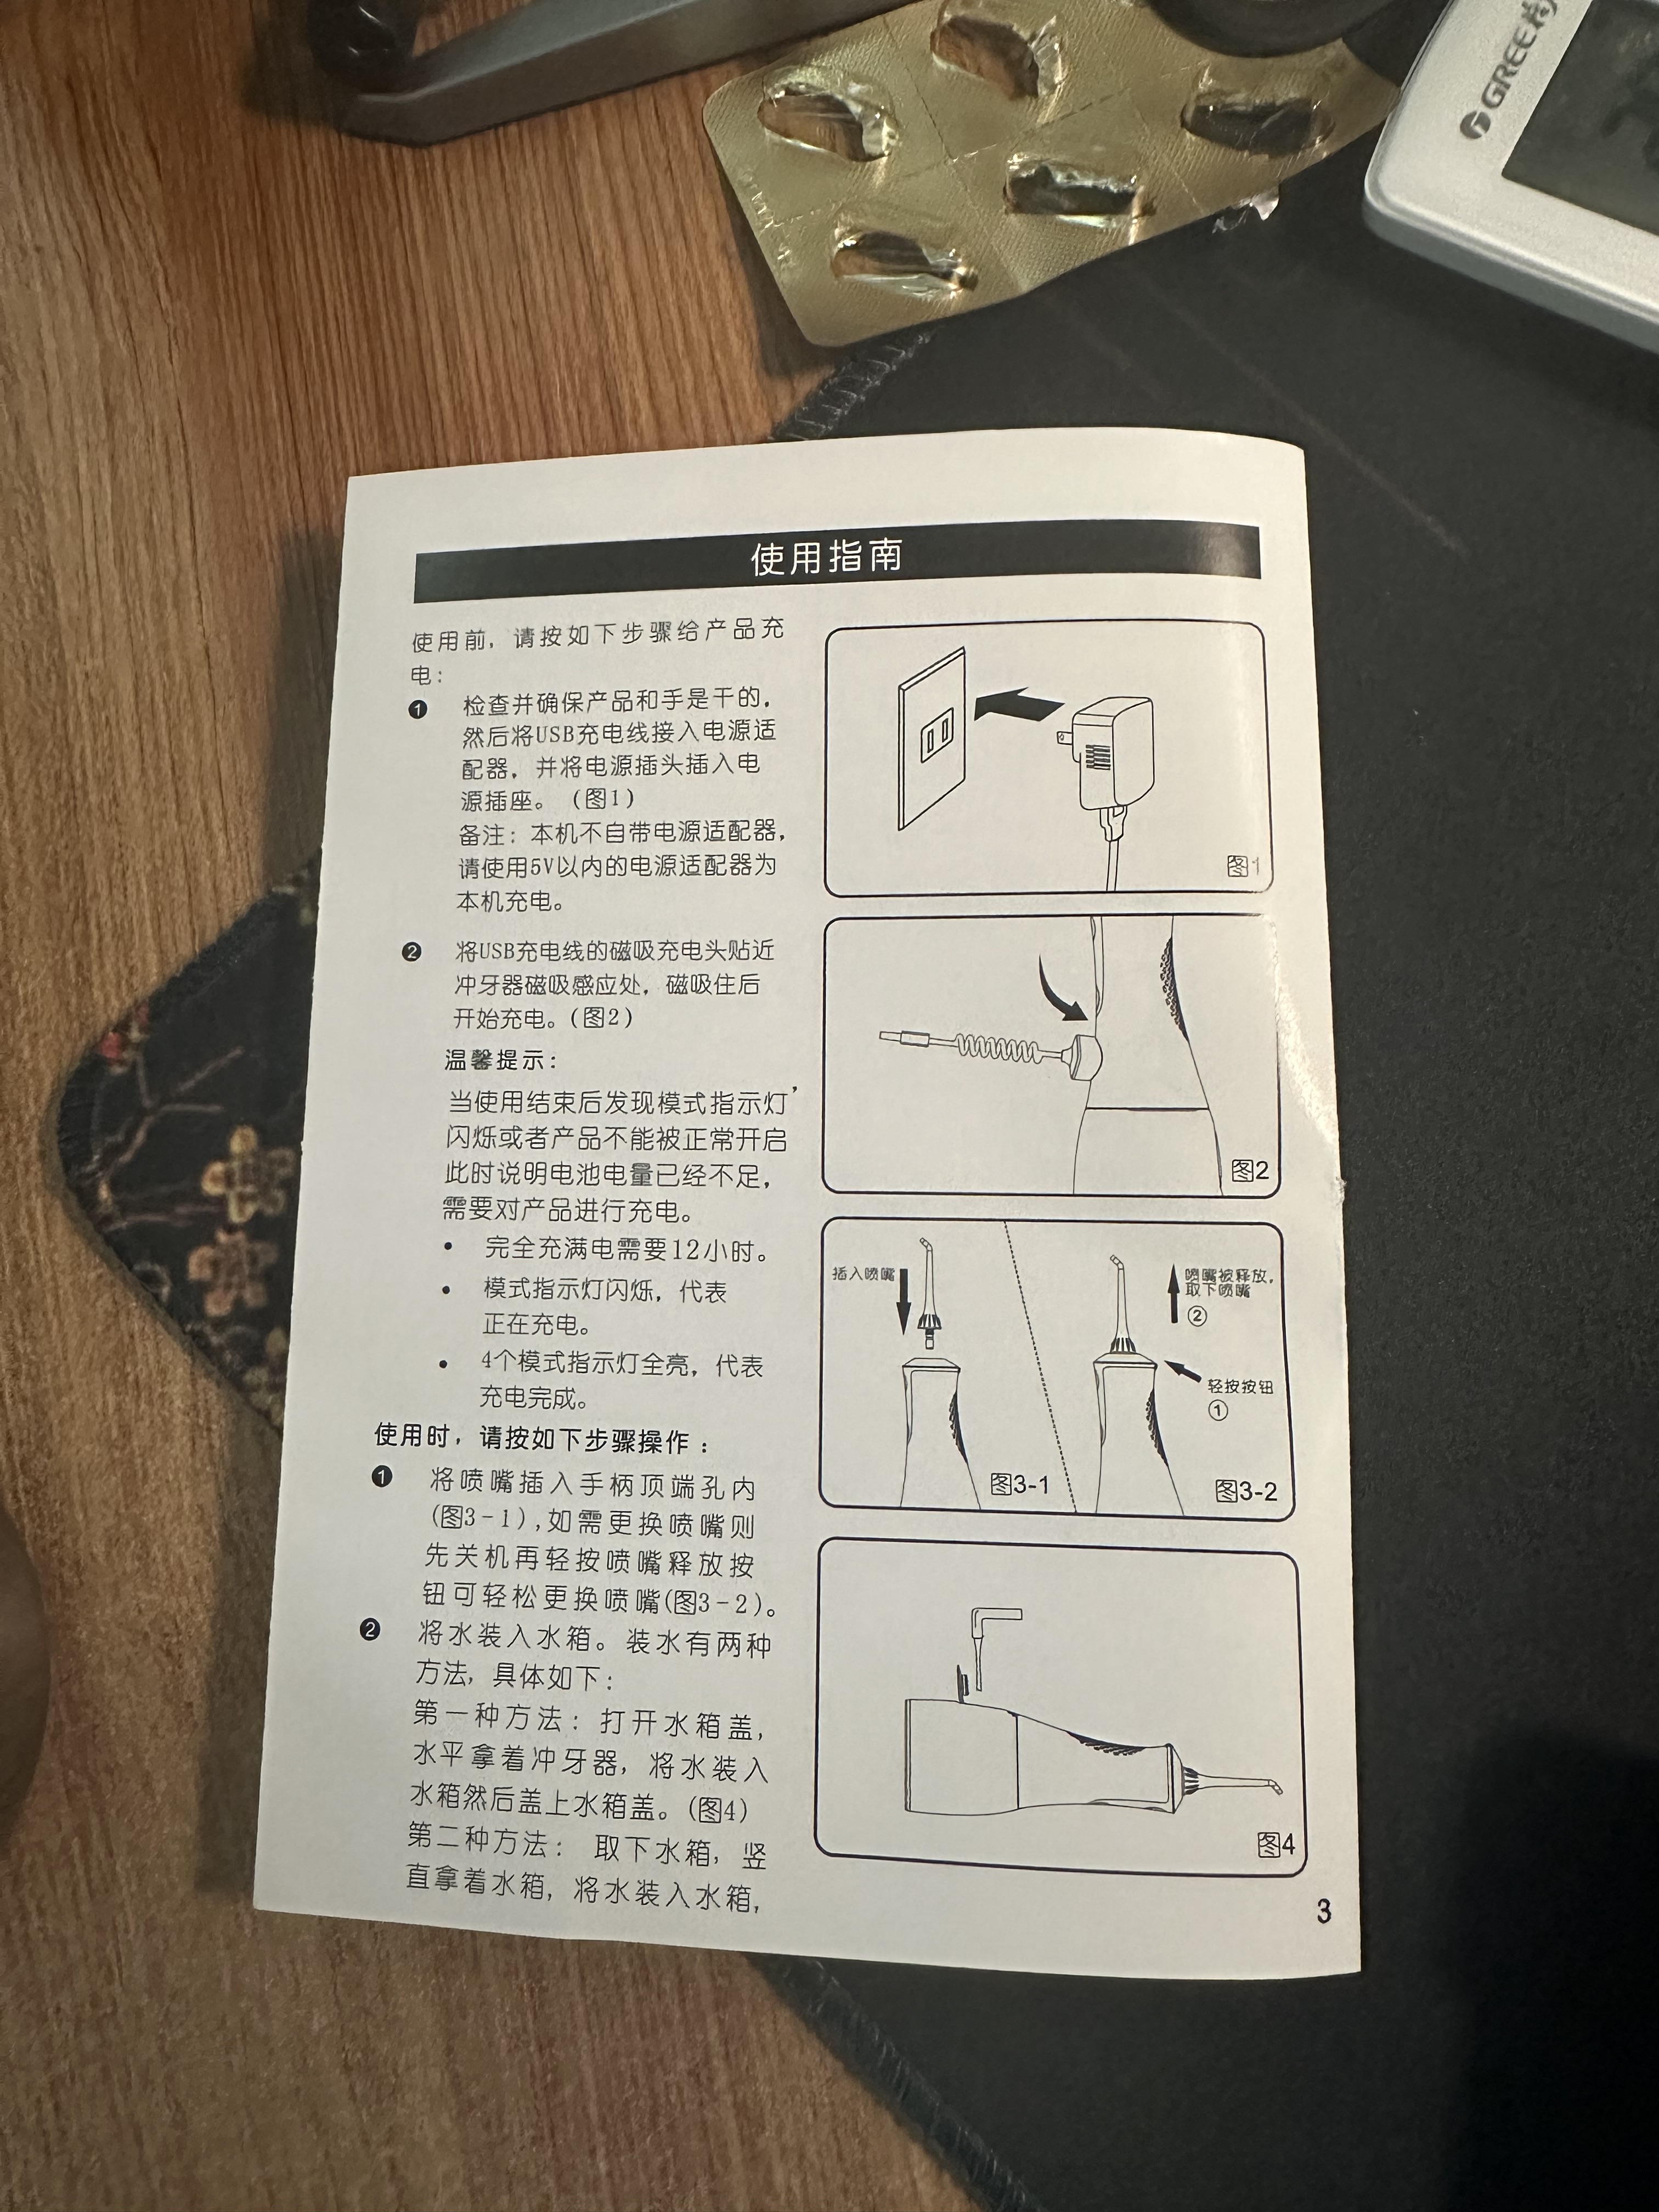 GREE格
使用指南
使用前，请按如下步骤给产品充
电：
❶ 检查并确保产品和手是干的，
然后将USB充电线接入电源适
配器，并将电源插头插入电
源插座。（图1）
备注：本机不自带电源适配器，
请使用5V以内的电源适配器为
本机充电。
❷ 将USB充电线的磁吸充电头贴近
冲牙器磁吸感应处，磁吸住后
开始充电。(图2)
温馨提示：
当使用结束后发现模式指示灯，
闪烁或者产品不能被正常开启
此时说明电池电量已经不足，
需要对产品进行充电。
• 完全充满电需要12小时。
• 模式指示灯闪烁，代表
正在充电。
• 4个模式指示灯全亮，代表
充电完成。
使用时，请按如下步骤操作：
❶ 将喷嘴插入手柄顶端孔内
(图3-1),如需更换喷嘴则
先关机再轻按喷嘴释放按
钮可轻松更换喷嘴(图3-2)。
❷ 将水装入水箱。装水有两种
方法，具体如下：
第一种方法：打开水箱盖，
水平拿着冲牙器，将水装入
水箱然后盖上水箱盖。(图4)
第二种方法： 取下水箱，竖
直拿着水箱，将水装入水箱，
图1
图2
插入喷嘴
图3-1
喷嘴被释放，
取下喷嘴
②
轻按按钮
①
图3-2
图4
3